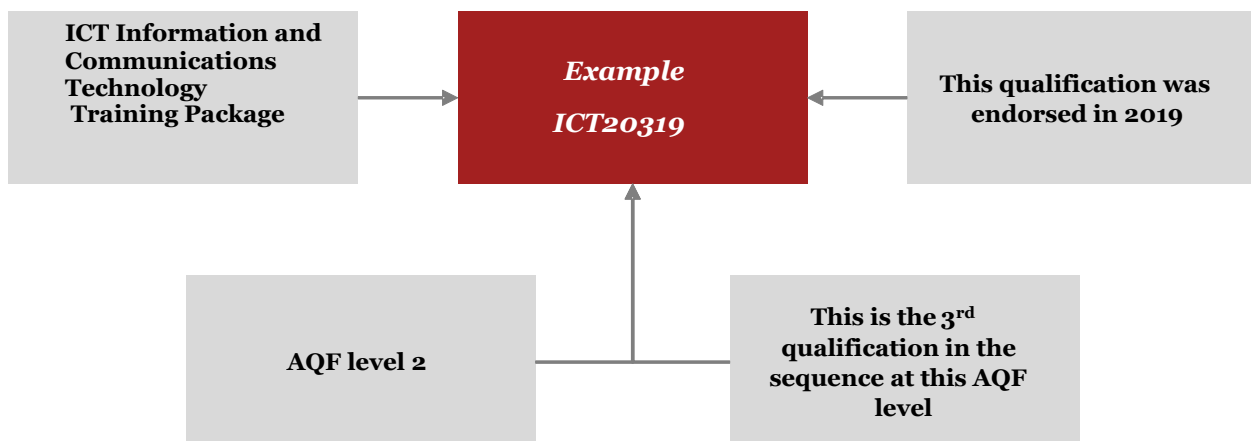 ICT Information and
Communications
Technology
Training Package
Example
ICT20319
This qualification was
endorsed in 2019
AQF level 2
This is the 3rd
qualification in the
sequence at this AQF
level